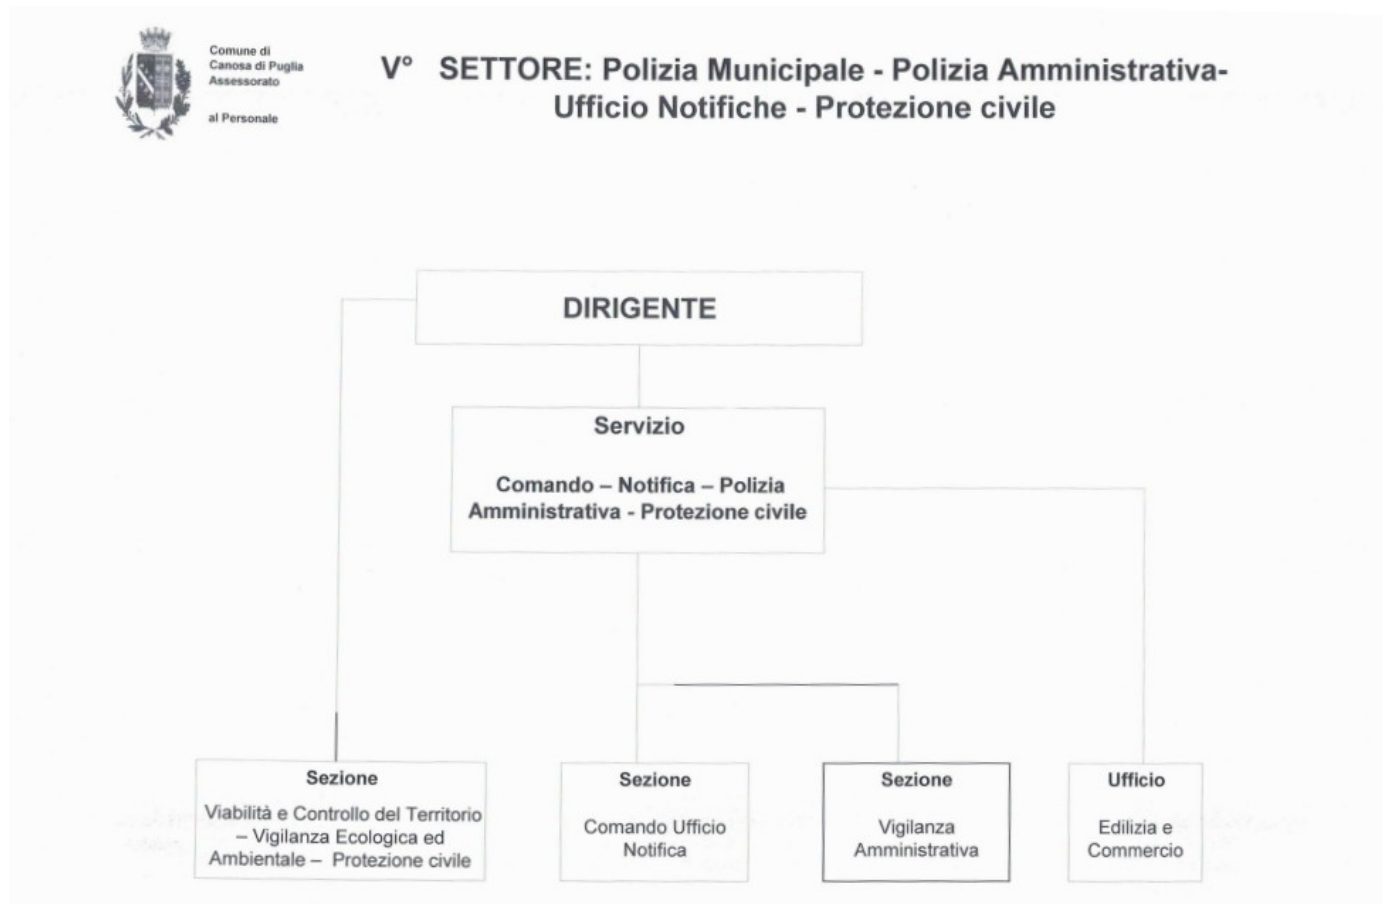 Comune di
Canosa di Puglia
Assessorato
al Personale
V° SETTORE: Polizia Municipale - Polizia Amministrativa-
Ufficio Notifiche - Protezione civile
DIRIGENTE
Servizio
Comando – Notifica – Polizia
Amministrativa - Protezione civile
Sezione
Viabilità e Controllo del Territorio
– Vigilanza Ecologica ed
Ambientale – Protezione civile
Sezione
Comando Ufficio
Notifica
Sezione
Vigilanza
Amministrativa
Ufficio
Edilizia e
Commercio